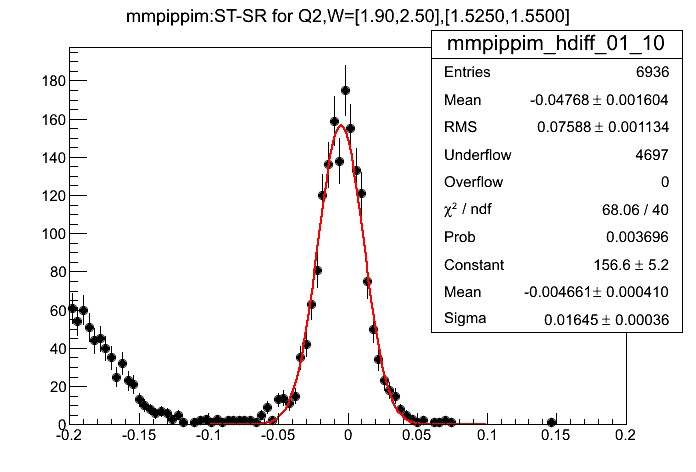 mmpippim:ST-SR for Q2,W=[1.90,2.50],[1.5250,1.5500]
mmpippim_hdiff_01_10
Entries 6936
Mean -0.04768 ± 0.001604
RMS 0.07588 ± 0.001134
Underflow 4697
Overflow 0
χ² / ndf 68.06 / 40
Prob 0.003696
Constant 156.6 ± 5.2
Mean -0.004661 ± 0.000410
Sigma 0.01645 ± 0.00036
180
160
140
120
100
80
60
40
20
0
-0.2 -0.15 -0.1 -0.05 0 0.05 0.1 0.15 0.2